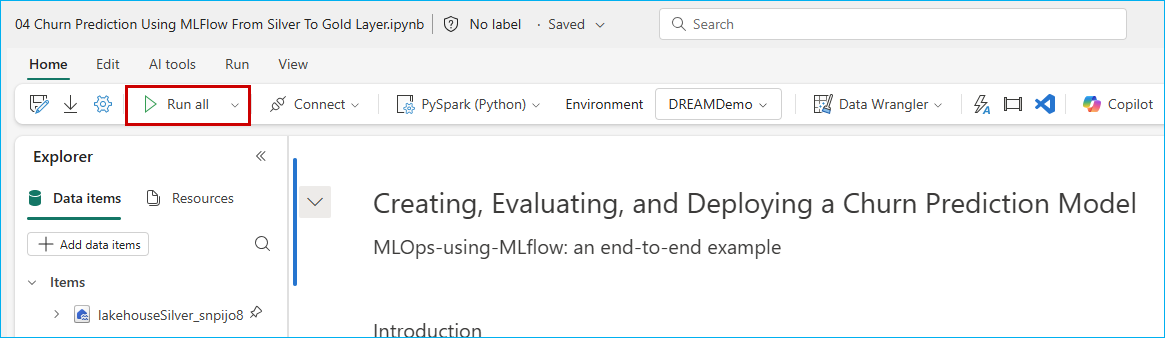 04 Churn Prediction Using MLFlow From Silver To Gold Layer.ipynb No label · Saved Search
Home Edit AI tools Run View
Run all Connect PySpark (Python) Environment DREAMDemo Data Wrangler Copilot
Explorer
Data items Resources
Add data items
Items
lakehouseSilver_snpijo8
Creating, Evaluating, and Deploying a Churn Prediction Model
MLOps-using-MLflow: an end-to-end example
Introduction